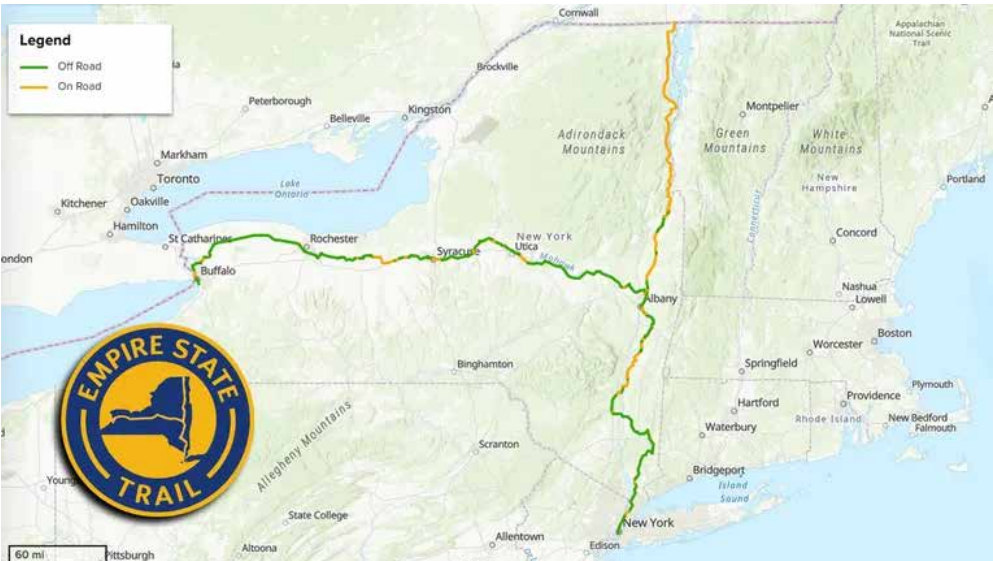 Legend
Off Road
On Road
Cornwall
Appalachian
National Scenic
Trail
Brockville
Peterborough
Belleville
Kingston
Montpelier
Adirondack
Mountains
Green
Mountains
White
Mountains
Markham
Toronto
Lake
Ontario
New
Hampshire
Portland
Kitchener
Oakville
Hamilton
Connecticut
St Catharines
Rochester
Syracuse
New York
Utica
Mohawk
Concord
ondon
Buffalo
Albany
Nashua
Lowell
Boston
Worcester
EMPIRE STATE
TRAIL
Binghamton
Springfield
Plymouth
Hartford
Providence
Rhode Island
New Bedford
Falmouth
Waterbury
Allegheny Mountains
Scranton
Bridgeport
Island
Sound
Young
State College
New York
Allentown
Edison
60 mi
Pittsburgh
Altoona